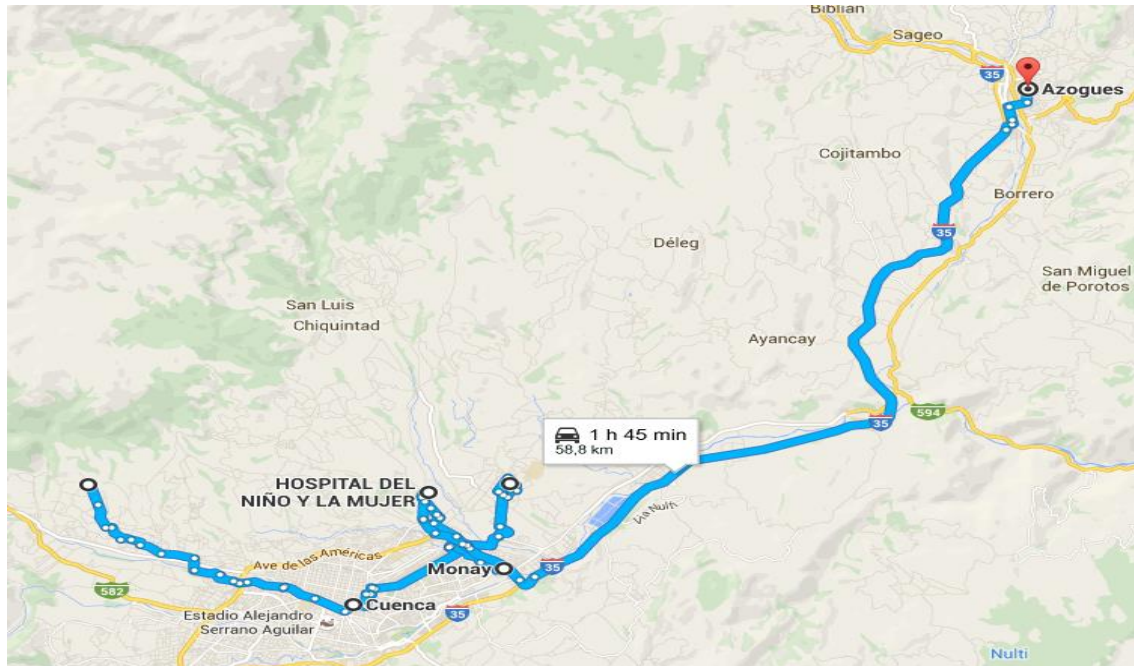 Biblián
Sageo
35
Azogues
Cojitambo
Borrero
35
Déleg
San Miguel
de Porotos
San Luis
Chiquintad
Ayancay
594
35
1 h 45 min
58,8 km
HOSPITAL DEL
NIÑO Y LA MUJER
Vía Nulti
Ave de las Américas
Monay
35
582
Cuenca
35
Estadio Alejandro
Serrano Aguilar
Nulti